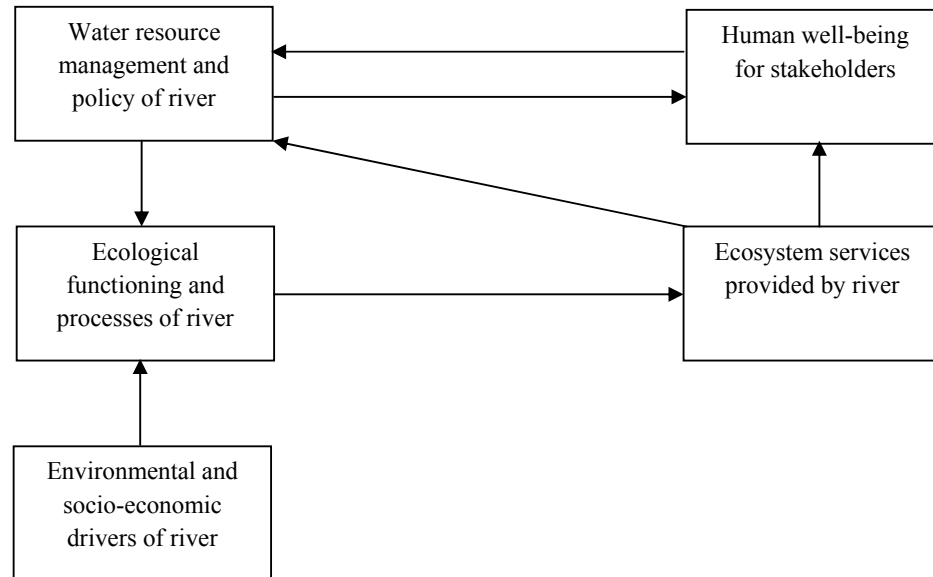 Water resource
management and
policy of river
Human well-being
for stakeholders
Ecological
functioning and
processes of river
Ecosystem services
provided by river
Environmental and
socio-economic
drivers of river